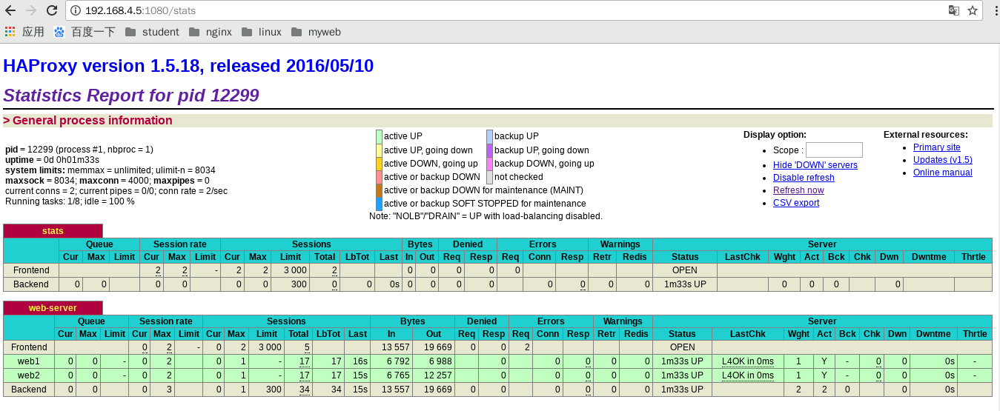 192.168.4.5:1080/stats
应用 百度一下 student nginx linux myweb
HAProxy version 1.5.18, released 2016/05/10
Statistics Report for pid 12299
> General process information
pid = 12299 (process #1, nbproc = 1)
uptime = 0d 0h01m33s
system limits: memmax = unlimited; ulimit-n = 8034
maxsock = 8034; maxconn = 4000; maxpipes = 0
current conns = 2; current pipes = 0/0; conn rate = 2/sec
Running tasks: 1/8; idle = 100 %
active UP backup UP
active UP, going down backup UP, going down
active DOWN, going up backup DOWN, going up
active or backup DOWN not checked
active or backup DOWN for maintenance (MAINT)
active or backup SOFT STOPPED for maintenance
Note: "NOLB"/"DRAIN" = UP with load-balancing disabled.
Display option:
Scope :
Hide 'DOWN' servers
Disable refresh
Refresh now
CSV export
External resources:
Primary site
Updates (v1.5)
Online manual
stats
Queue Session rate Sessions Bytes Denied Errors Warnings Server
Cur Max Limit Cur Max Limit Cur Max Limit Total LbTot Last In Out Req Resp Req Conn Resp Retr Redis Status LastChk Wght Act Bck Chk Dwn Dwntme Thrtle
Frontend 2 2 - 2 2 3 000 2 0 0 0 0 0 OPEN
Backend 0 0 0 0 0 0 300 0 0 0s 0 0 0 0 0 0 0 0 1m33s UP 0 0 0 0
web-server
Queue Session rate Sessions Bytes Denied Errors Warnings Server
Cur Max Limit Cur Max Limit Cur Max Limit Total LbTot Last In Out Req Resp Req Conn Resp Retr Redis Status LastChk Wght Act Bck Chk Dwn Dwntme Thrtle
Frontend 0 2 - 0 2 3 000 5 13 557 19 669 0 0 2 OPEN
web1 0 0 - 0 2 0 1 - 17 17 16s 6 792 6 988 0 0 0 0 0 1m33s UP L4OK in 0ms 1 Y - 0 0 0s -
web2 0 0 - 0 2 0 1 - 17 17 15s 6 765 12 257 0 0 0 0 0 1m33s UP L4OK in 0ms 1 Y - 0 0 0s -
Backend 0 0 0 3 0 1 300 34 34 15s 13 557 19 669 0 0 0 0 0 0 1m33s UP 2 2 0 0 0s